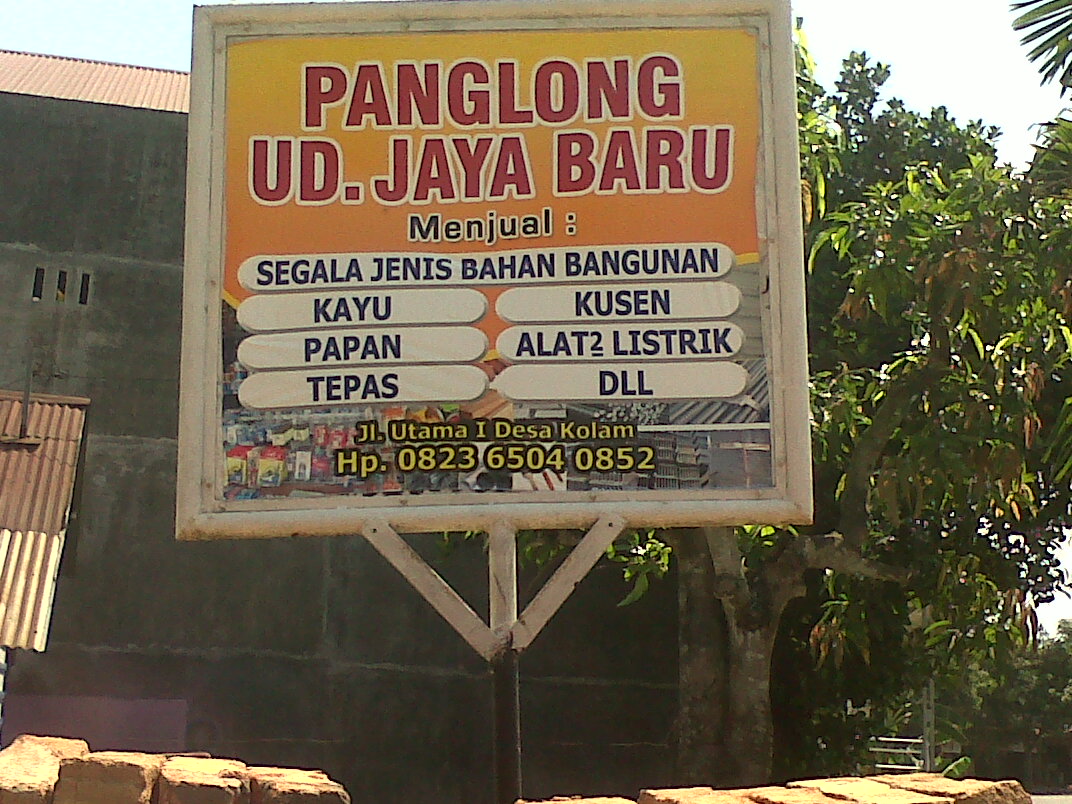 PANGLONG
UD. JAYA BARU
Menjual :
SEGALA JENIS BAHAN BANGUNAN
KAYU KUSEN
PAPAN ALAT2 LISTRIK
TEPAS DLL
Jl. Utama I Desa Kolam
Hp. 0823 6504 0852